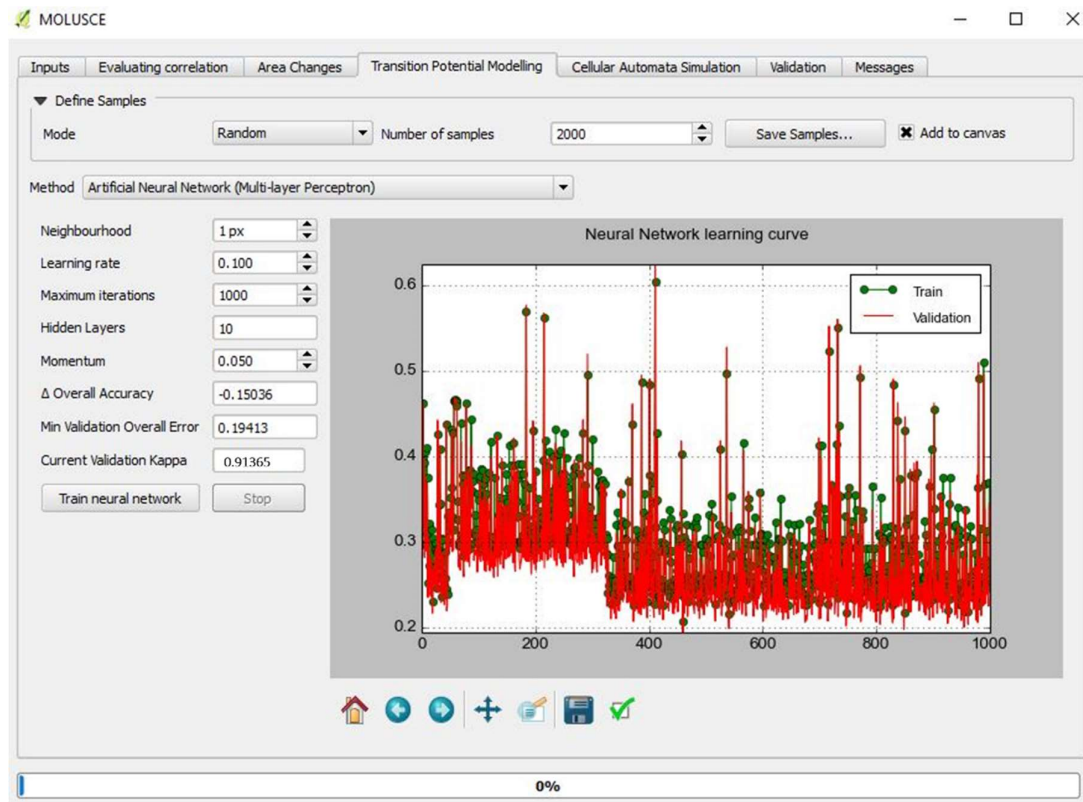 MOLUSCE
Inputs Evaluating correlation Area Changes Transition Potential Modelling Cellular Automata Simulation Validation Messages
Define Samples
Mode Random Number of samples 2000 Save Samples... Add to canvas
Method Artificial Neural Network (Multi-layer Perceptron)
Neighbourhood 1 px
Learning rate 0.100
Maximum iterations 1000
Hidden Layers 10
Momentum 0.050
Δ Overall Accuracy -0.15036
Min Validation Overall Error 0.19413
Current Validation Kappa 0.91365
Train neural network Stop
Neural Network learning curve
Train
Validation
0.6
0.5
0.4
0.3
0.2
0 200 400 600 800 1000
0%